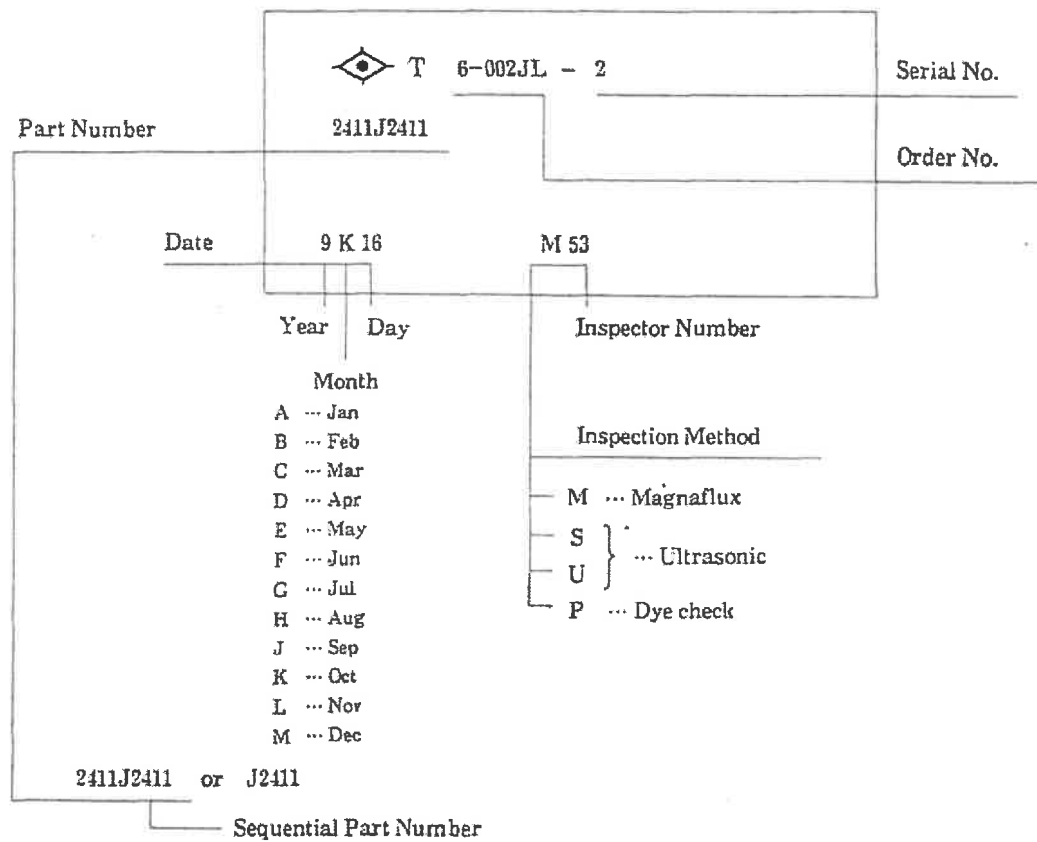 T 6-002JL - 2
Serial No.
Part Number
2411J2411
Order No.
Date
9 K 16
M 53
Year
Day
Inspector Number
Month
A ... Jan
B ... Feb
C ... Mar
D ... Apr
E ... May
F ... Jun
G ... Jul
H ... Aug
J ... Sep
K ... Oct
L ... Nov
M ... Dec
Inspection Method
M ... Magnaflux
S
U
... Ultrasonic
P ... Dye check
2411J2411 or J2411
Sequential Part Number